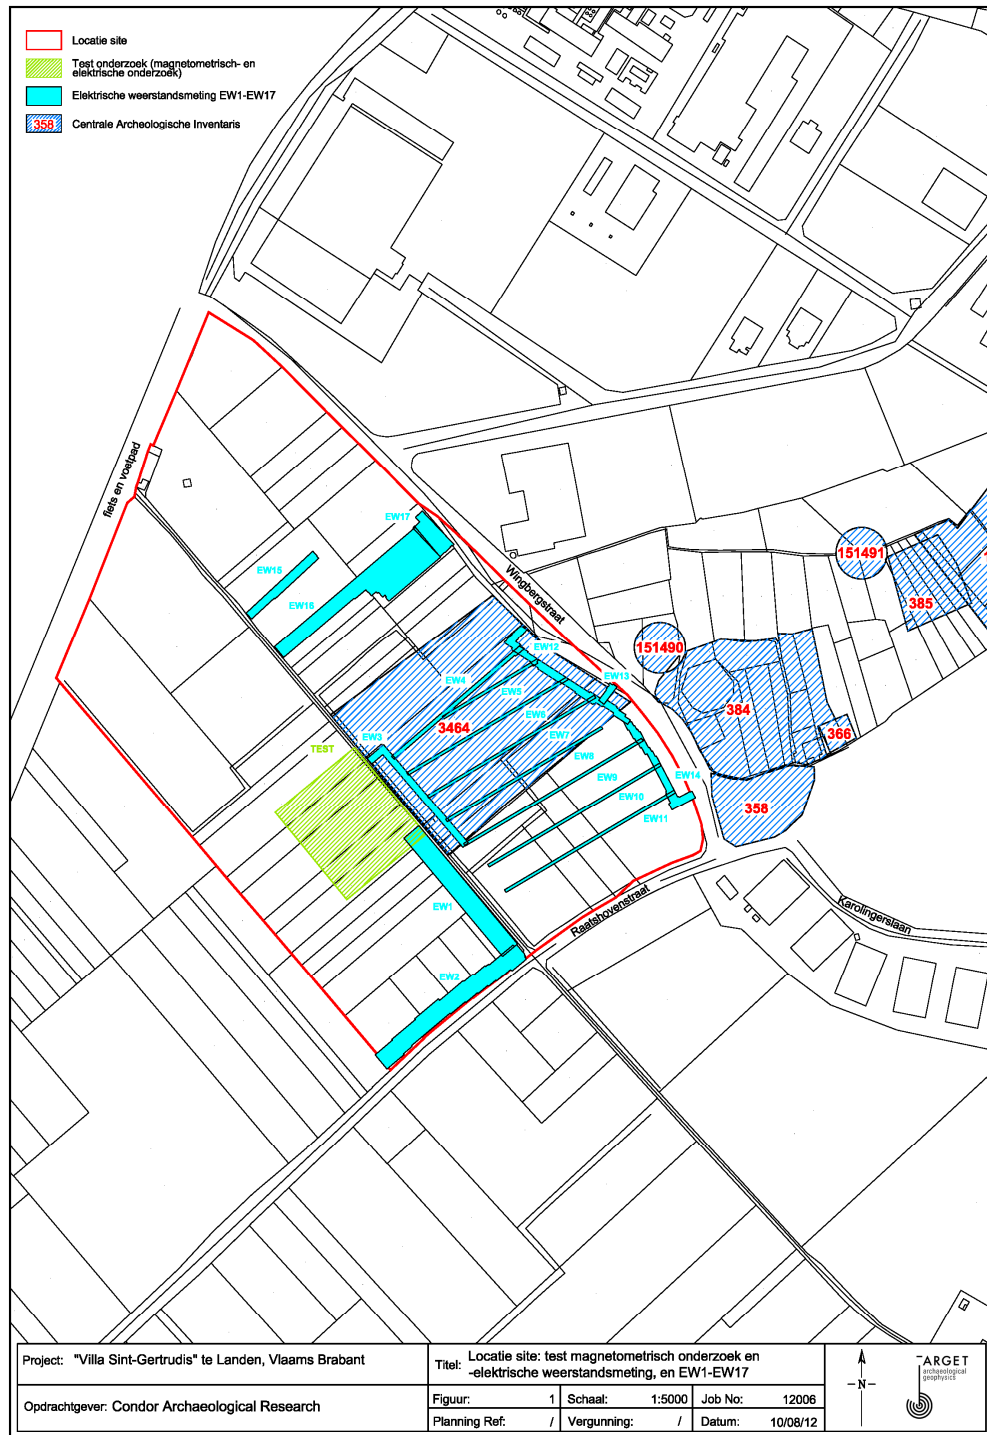 Locatie site
Test onderzoek (magnetometrisch- en
elektrische onderzoek)
Elektrische weerstandsmeting EW1-EW17
358 Centrale Archeologische Inventaris
fiets en voetpad
EW17
EW15
EW16
Wingbergstraat
151491
385
EW12
151490
EW4
EW5
EW13
EW6
384
3464
EW3
EW7
366
TEST
EW8
EW9
EW14
EW10
358
EW11
EW1
Raatshovenstraat
Karolingerslaan
EW2
Project: "Villa Sint-Gertrudis" te Landen, Vlaams Brabant
Titel: Locatie site: test magnetometrisch onderzoek en
-elektrische weerstandsmeting, en EW1-EW17
Opdrachtgever: Condor Archaeological Research
Figuur: 1 Schaal: 1:5000 Job No: 12006
Planning Ref: / Vergunning: / Datum: 10/08/12
N
TARGET
archaeological
geophysics